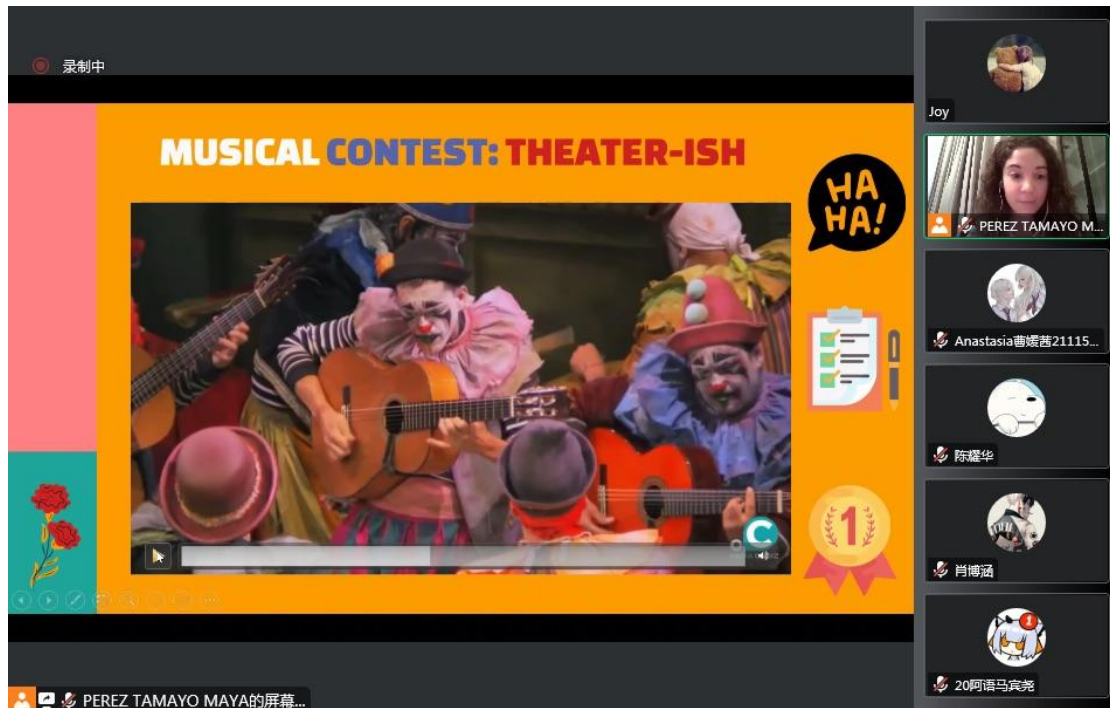 录制中
MUSICAL CONTEST: THEATER-ISH
HA
HA!
1
PEREZ TAMAYO MAYA的屏幕...
Joy
PEREZ TAMAYO M...
Anastasia曹媛茜21115...
陈耀华
肖博涵
1
20阿语马宾尧